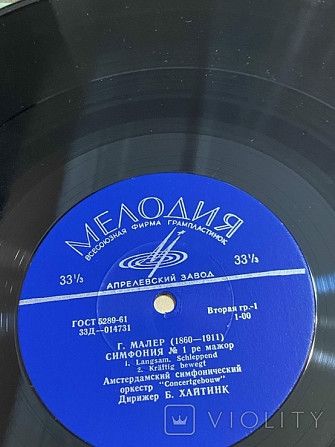 МЕЛОДИЯ
ВСЕСОЮЗНАЯ ФИРМА ГРАМПЛАСТИНОК
33⅓ 33⅓
АПРЕЛЕВСКИЙ ЗАВОД
ГОСТ 5289-61 Вторая гр.-1
33Д—014731 1-00
Г. МАЛЕР (1860—1911)
СИМФОНИЯ № 1 ре мажор
1. Langsam. Schleppend
2. Kräftig bewegt
Амстердамский симфонический
оркестр "Concertgebouw"
Дирижер Б. ХАЙТИНК
VIOLITY